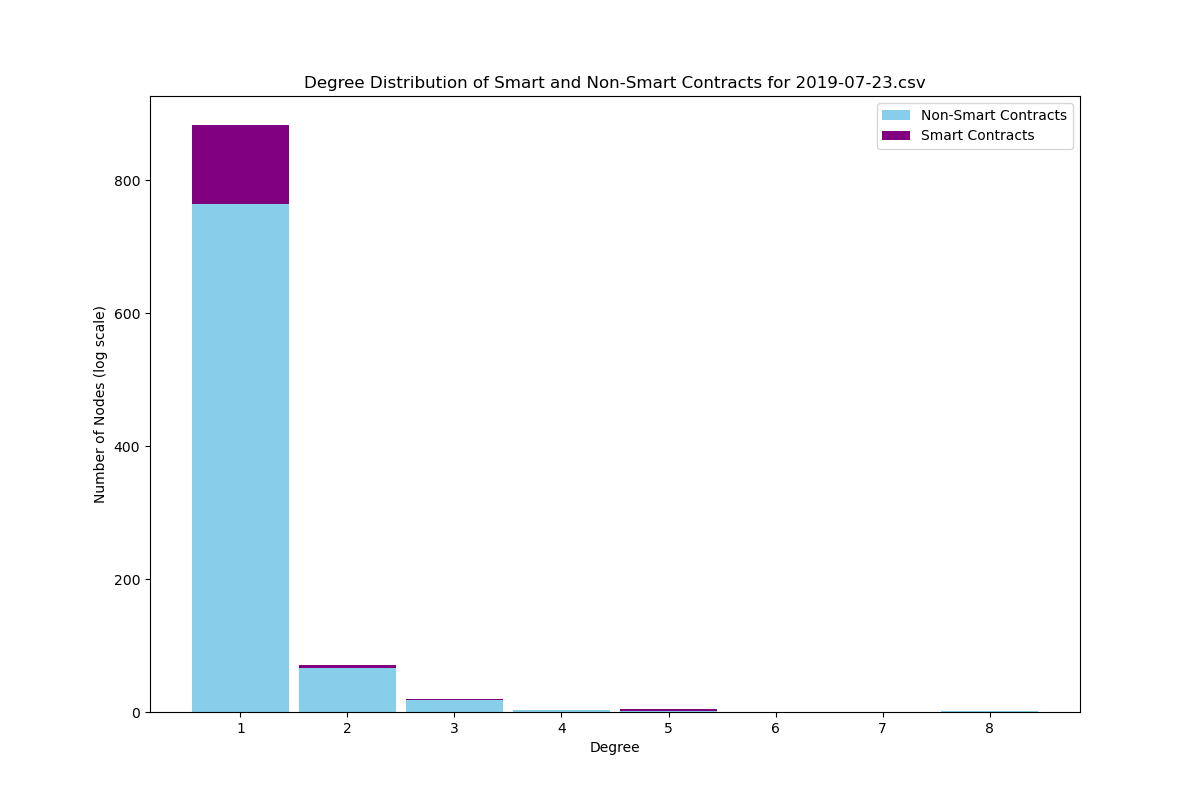 Degree Distribution of Smart and Non-Smart Contracts for 2019-07-23.csv
Non-Smart Contracts
Smart Contracts
Number of Nodes (log scale)
800
600
400
200
0
1 2 3 4 5 6 7 8
Degree